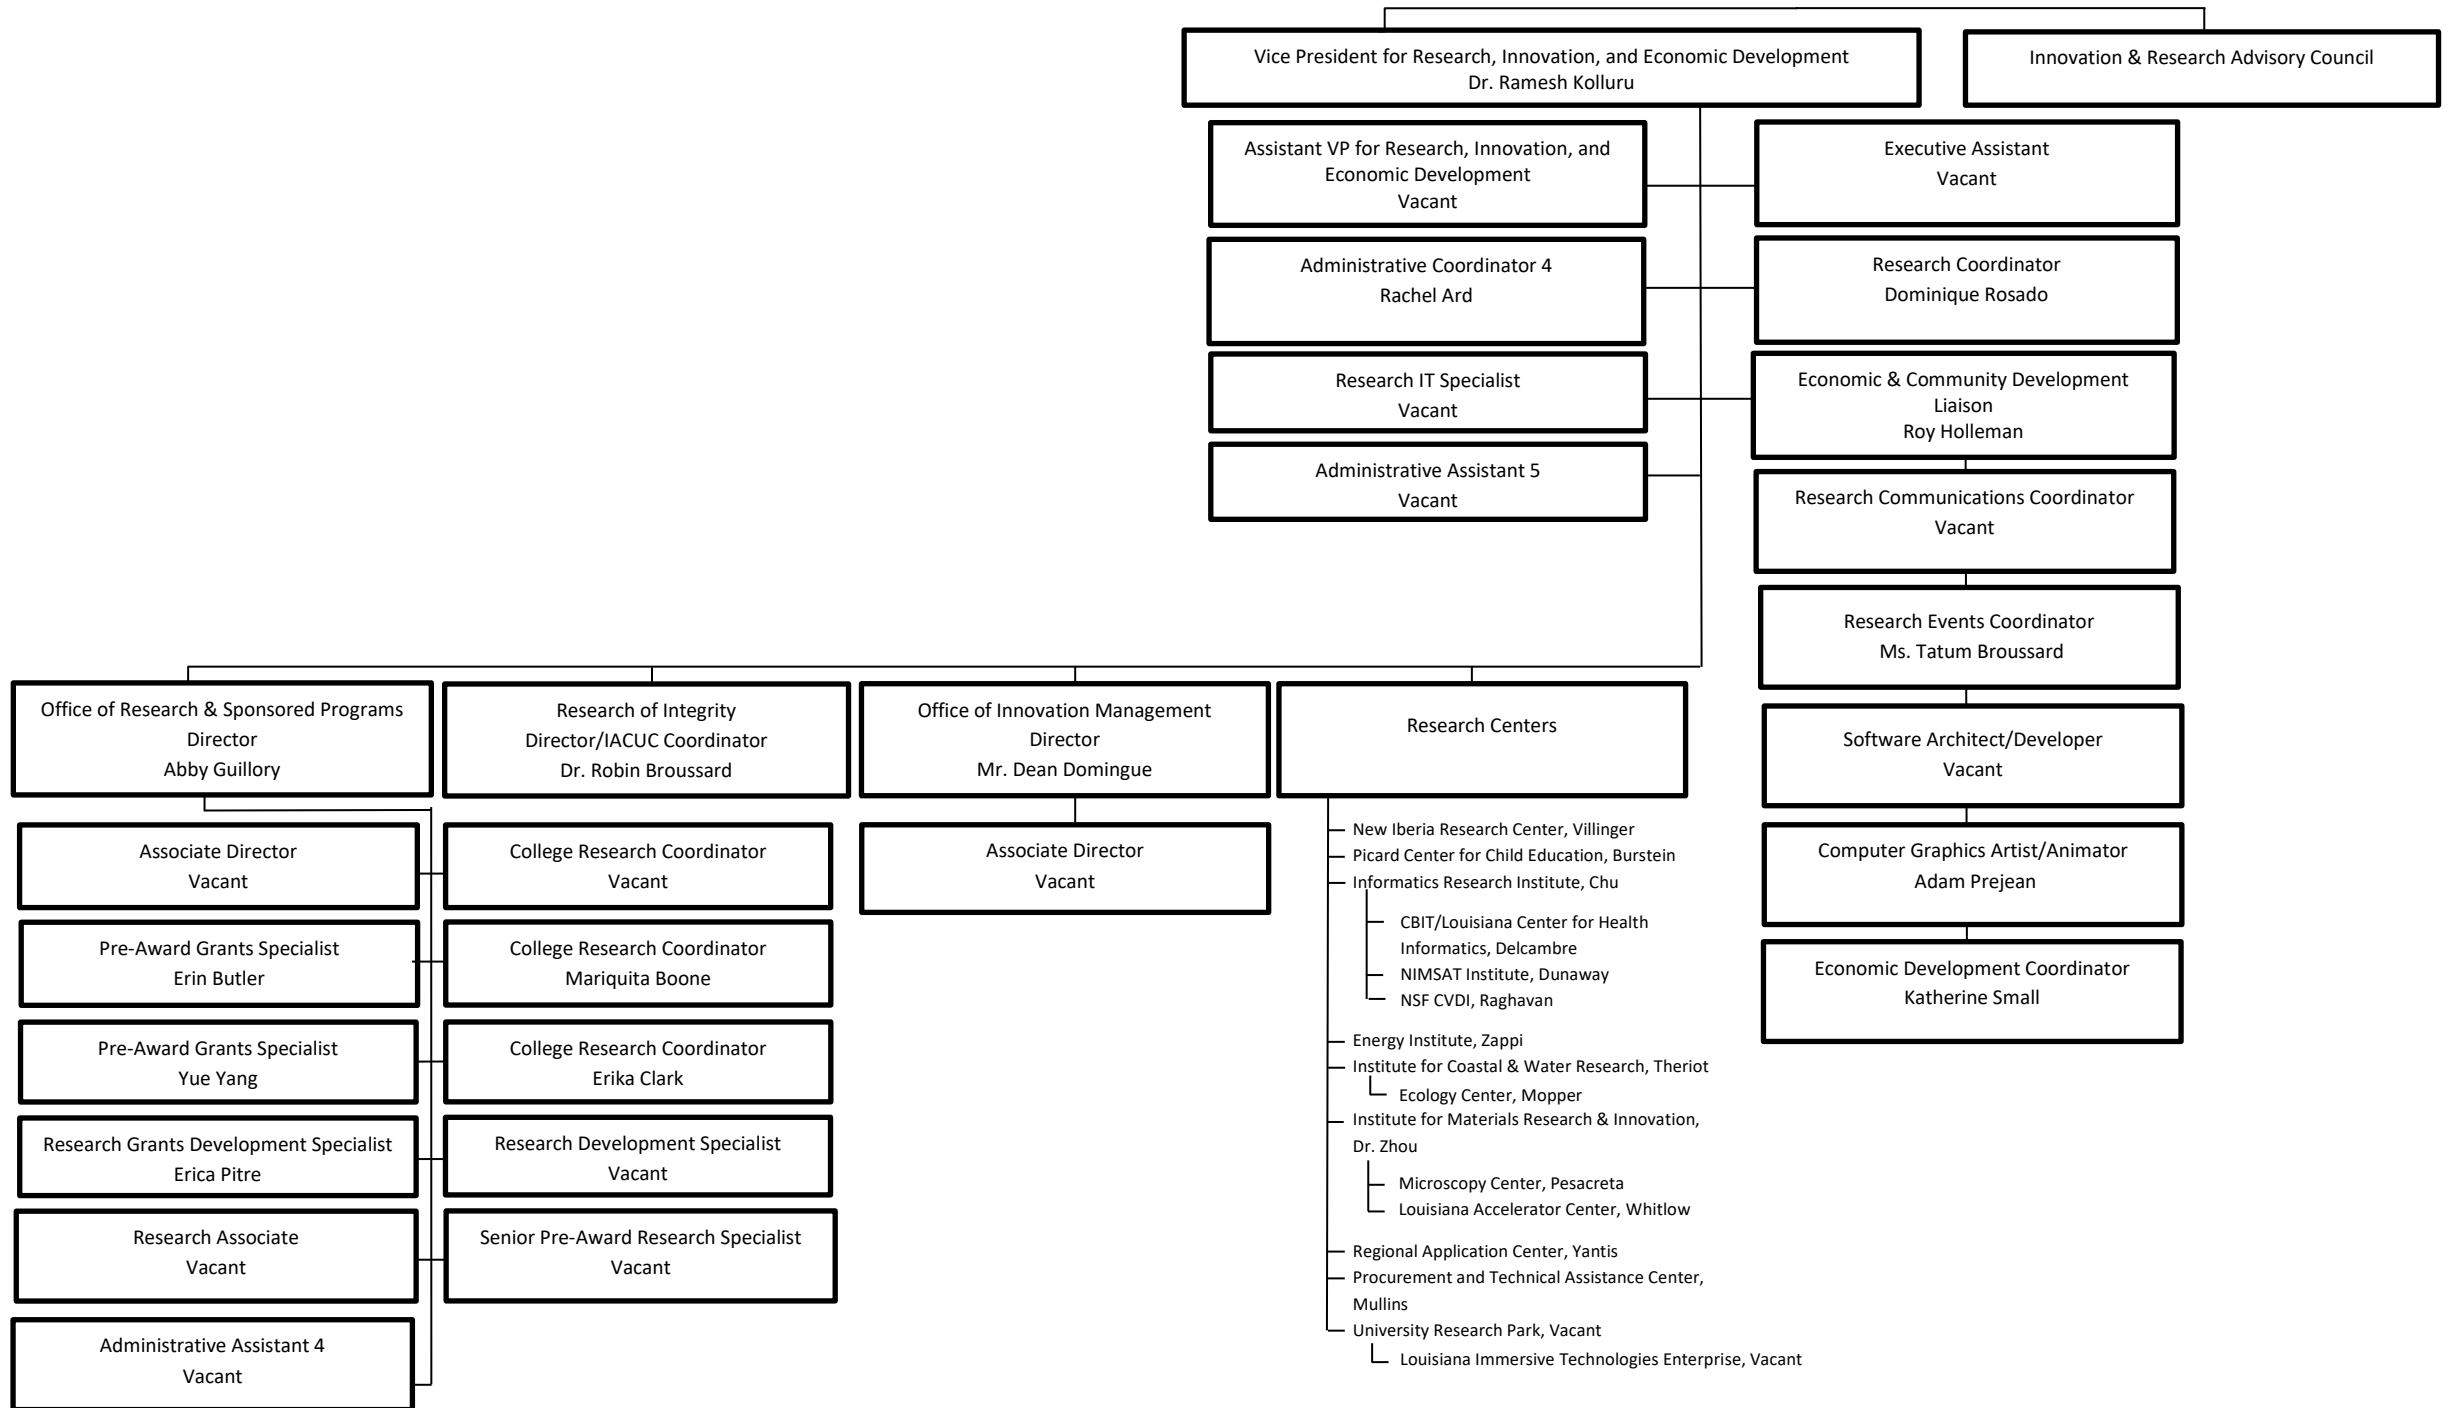 Vice President for Research, Innovation, and Economic Development
Dr. Ramesh Kolluru
Innovation & Research Advisory Council
Assistant VP for Research, Innovation, and
Economic Development
Vacant
Executive Assistant
Vacant
Administrative Coordinator 4
Rachel Ard
Research Coordinator
Dominique Rosado
Research IT Specialist
Vacant
Economic & Community Development
Liaison
Roy Holleman
Administrative Assistant 5
Vacant
Research Communications Coordinator
Vacant
Research Events Coordinator
Ms. Tatum Broussard
Software Architect/Developer
Vacant
Computer Graphics Artist/Animator
Adam Prejean
Economic Development Coordinator
Katherine Small
Office of Research & Sponsored Programs
Director
Abby Guillory
Research of Integrity
Director/IACUC Coordinator
Dr. Robin Broussard
Office of Innovation Management
Director
Mr. Dean Domingue
Research Centers
Associate Director
Vacant
College Research Coordinator
Vacant
Pre-Award Grants Specialist
Erin Butler
College Research Coordinator
Mariquita Boone
Pre-Award Grants Specialist
Yue Yang
College Research Coordinator
Erika Clark
Research Grants Development Specialist
Erica Pitre
Research Development Specialist
Vacant
Research Associate
Vacant
Senior Pre-Award Research Specialist
Vacant
Administrative Assistant 4
Vacant
Associate Director
Vacant
New Iberia Research Center, Villinger
Picard Center for Child Education, Burstein
Informatics Research Institute, Chu
CBIT/Louisiana Center for Health
Informatics, Delcambre
NIMSAT Institute, Dunaway
NSF CVDI, Raghavan
Energy Institute, Zappi
Institute for Coastal & Water Research, Theriot
Ecology Center, Mopper
Institute for Materials Research & Innovation,
Dr. Zhou
Microscopy Center, Pesacreta
Louisiana Accelerator Center, Whitlow
Regional Application Center, Yantis
Procurement and Technical Assistance Center,
Mullins
University Research Park, Vacant
Louisiana Immersive Technologies Enterprise, Vacant